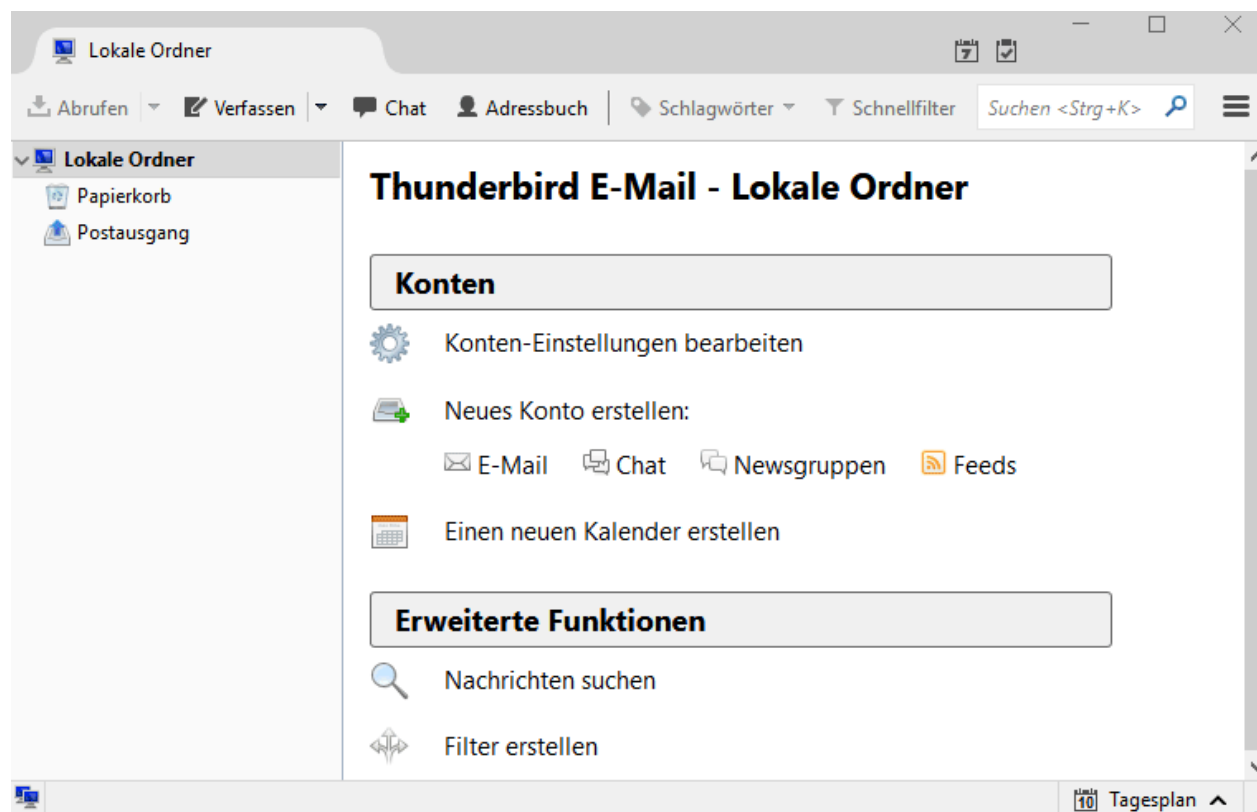 Lokale Ordner
7
Abrufen Verfassen Chat Adressbuch Schlagwörter Schnellfilter Suchen <Strg+K>
Lokale Ordner
Papierkorb
Postausgang
Thunderbird E-Mail - Lokale Ordner
Konten
Konten-Einstellungen bearbeiten
Neues Konto erstellen:
E-Mail Chat Newsgruppen Feeds
Einen neuen Kalender erstellen
Erweiterte Funktionen
Nachrichten suchen
Filter erstellen
10 Tagesplan